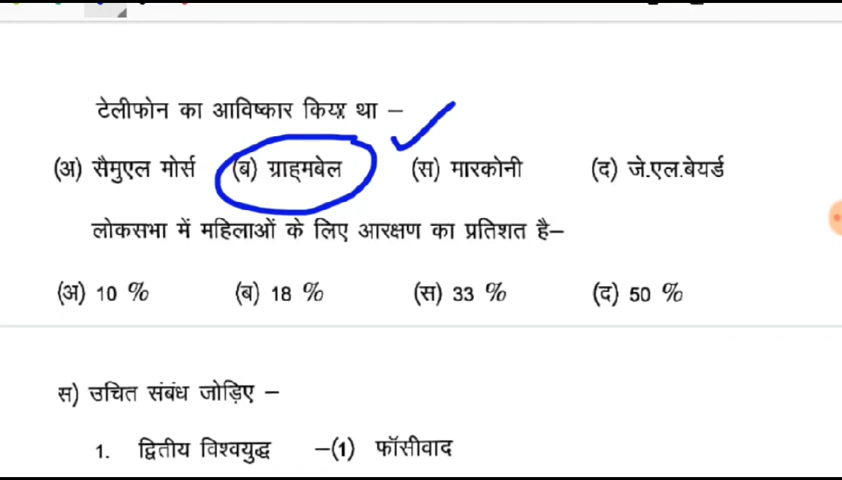 टेलीफोन का आविष्कार किया था –
(अ) सैमुएल मोर्स (ब) ग्राहमबेल (स) मारकोनी (द) जे.एल.बेयर्ड
लोकसभा में महिलाओं के लिए आरक्षण का प्रतिशत है–
(अ) 10 % (ब) 18 % (स) 33 % (द) 50 %
स) उचित संबंध जोड़िए –
1. द्वितीय विश्वयुद्ध –(1) फॉसीवाद